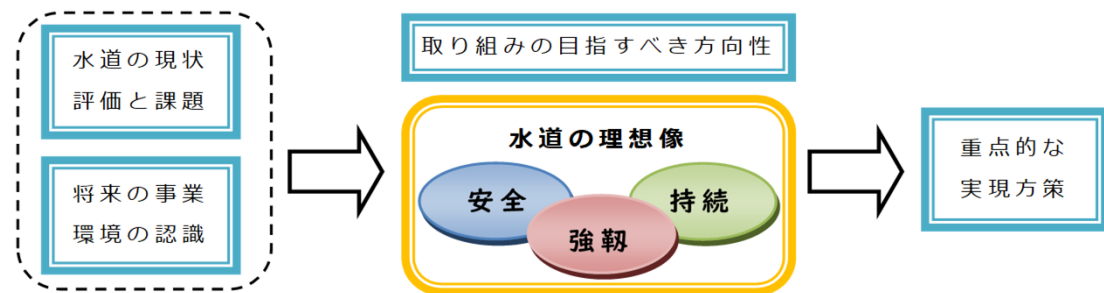 水道の現状
評価と課題
将来の事業
環境の認識
取り組みの目指すべき方向性
水道の理想像
安全
強靭
持続
重点的な
実現方策